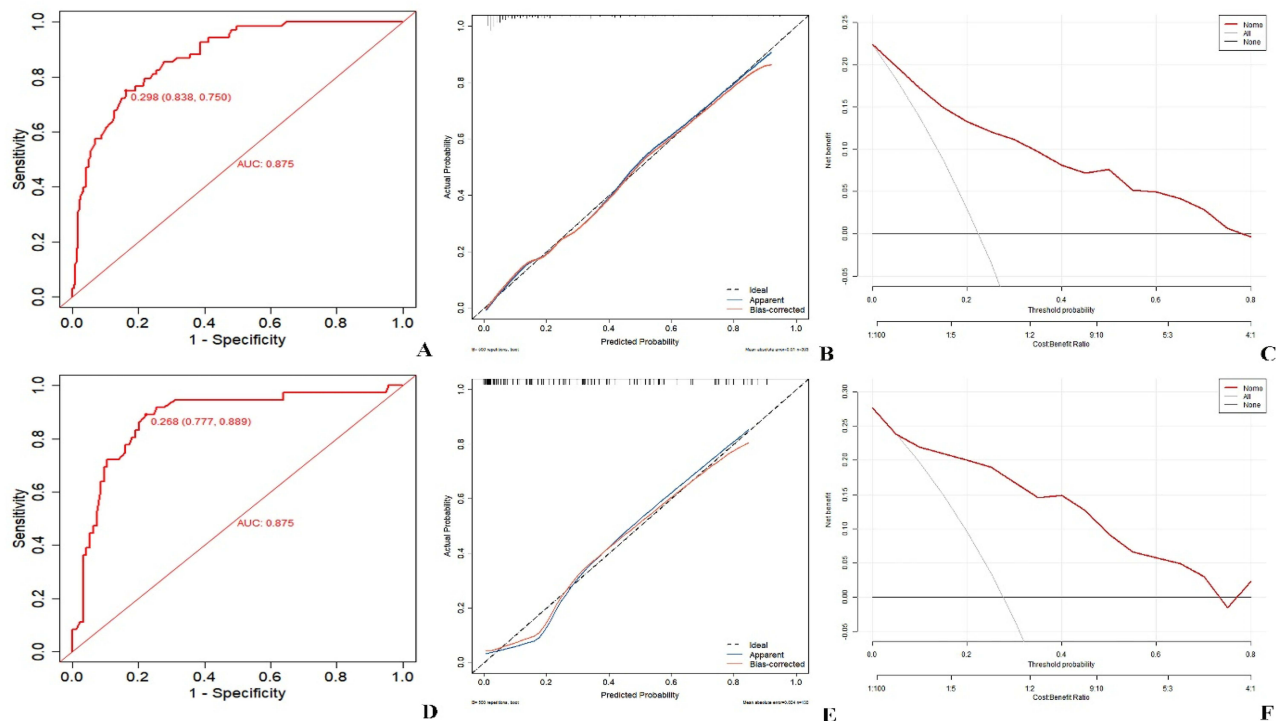 Sensitivity
1.0
0.8
0.6
0.4
0.2
0.0
0.298 (0.838, 0.750)
AUC: 0.875
0.0 0.2 0.4 0.6 0.8 1.0
1 - Specificity
A
Actual Probability
1.0
0.8
0.6
0.4
0.2
0.0
Ideal
Apparent
Bias-corrected
0.0 0.2 0.4 0.6 0.8 1.0
Predicted Probability
B
Nomo
All
None
Net benefit
0.25
0.20
0.15
0.10
0.05
0.00
-0.05
0.0 0.2 0.4 0.6 0.8
Threshold probability
1:100 1:5 1:2 9:10 5:3 4:1
Cost:Benefit Ratio
C
Sensitivity
1.0
0.8
0.6
0.4
0.2
0.0
0.268 (0.777, 0.889)
AUC: 0.875
0.0 0.2 0.4 0.6 0.8 1.0
1 - Specificity
D
Actual Probability
1.0
0.8
0.6
0.4
0.2
0.0
Ideal
Apparent
Bias-corrected
0.0 0.2 0.4 0.6 0.8 1.0
Predicted Probability
E
Nomo
All
None
Net benefit
0.30
0.25
0.20
0.15
0.10
0.05
0.00
-0.05
0.0 0.2 0.4 0.6 0.8
Threshold probability
1:100 1:5 1:2 9:10 5:3 4:1
Cost:Benefit Ratio
F